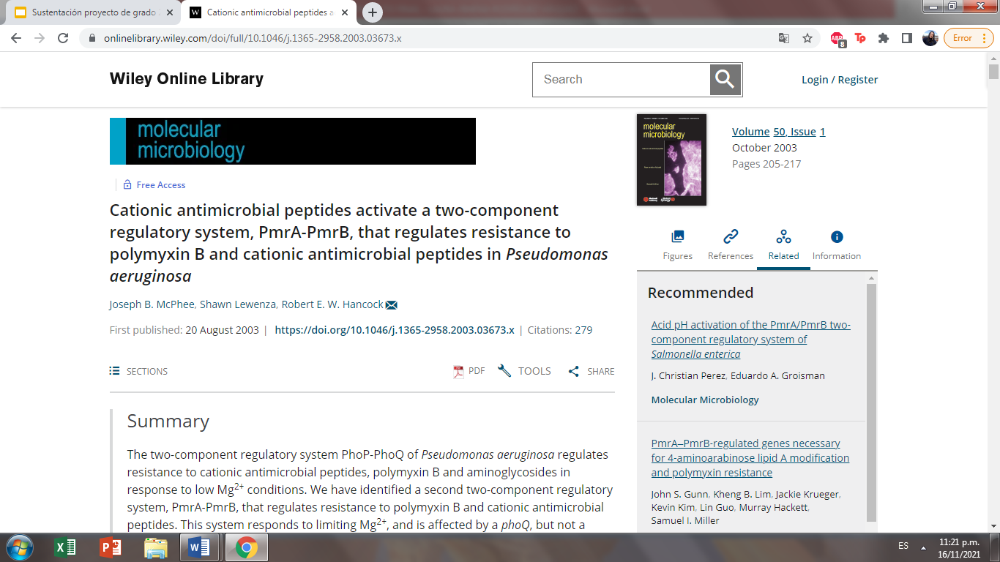 Sustentación proyecto de grado
Cationic antimicrobial peptides a
onlinelibrary.wiley.com/doi/full/10.1046/j.1365-2958.2003.03673.x
ABP
8
Tp
Error
Wiley Online Library
Search
Login / Register
molecular
microbiology
molecular
microbiology
Volume 50, Issue 1
October 2003
Pages 205-217
Free Access
Cationic antimicrobial peptides activate a two-component
regulatory system, PmrA-PmrB, that regulates resistance to
polymyxin B and cationic antimicrobial peptides in Pseudomonas
aeruginosa
Joseph B. McPhee, Shawn Lewenza, Robert E. W. Hancock
First published: 20 August 2003 | https://doi.org/10.1046/j.1365-2958.2003.03673.x | Citations: 279
SECTIONS
PDF
TOOLS
SHARE
Summary
The two-component regulatory system PhoP-PhoQ of Pseudomonas aeruginosa regulates
resistance to cationic antimicrobial peptides, polymyxin B and aminoglycosides in
response to low Mg2+ conditions. We have identified a second two-component regulatory
system, PmrA-PmrB, that regulates resistance to polymyxin B and cationic antimicrobial
peptides. This system responds to limiting Mg2+, and is affected by a phoQ, but not a
Figures
References
Related
Information
Recommended
Acid pH activation of the PmrA/PmrB two-
component regulatory system of
Salmonella enterica
J. Christian Perez, Eduardo A. Groisman
Molecular Microbiology
PmrA–PmrB-regulated genes necessary
for 4-aminoarabinose lipid A modification
and polymyxin resistance
John S. Gunn, Kheng B. Lim, Jackie Krueger,
Kevin Kim, Lin Guo, Murray Hackett,
Samuel I. Miller
ES
11:21 p.m.
16/11/2021